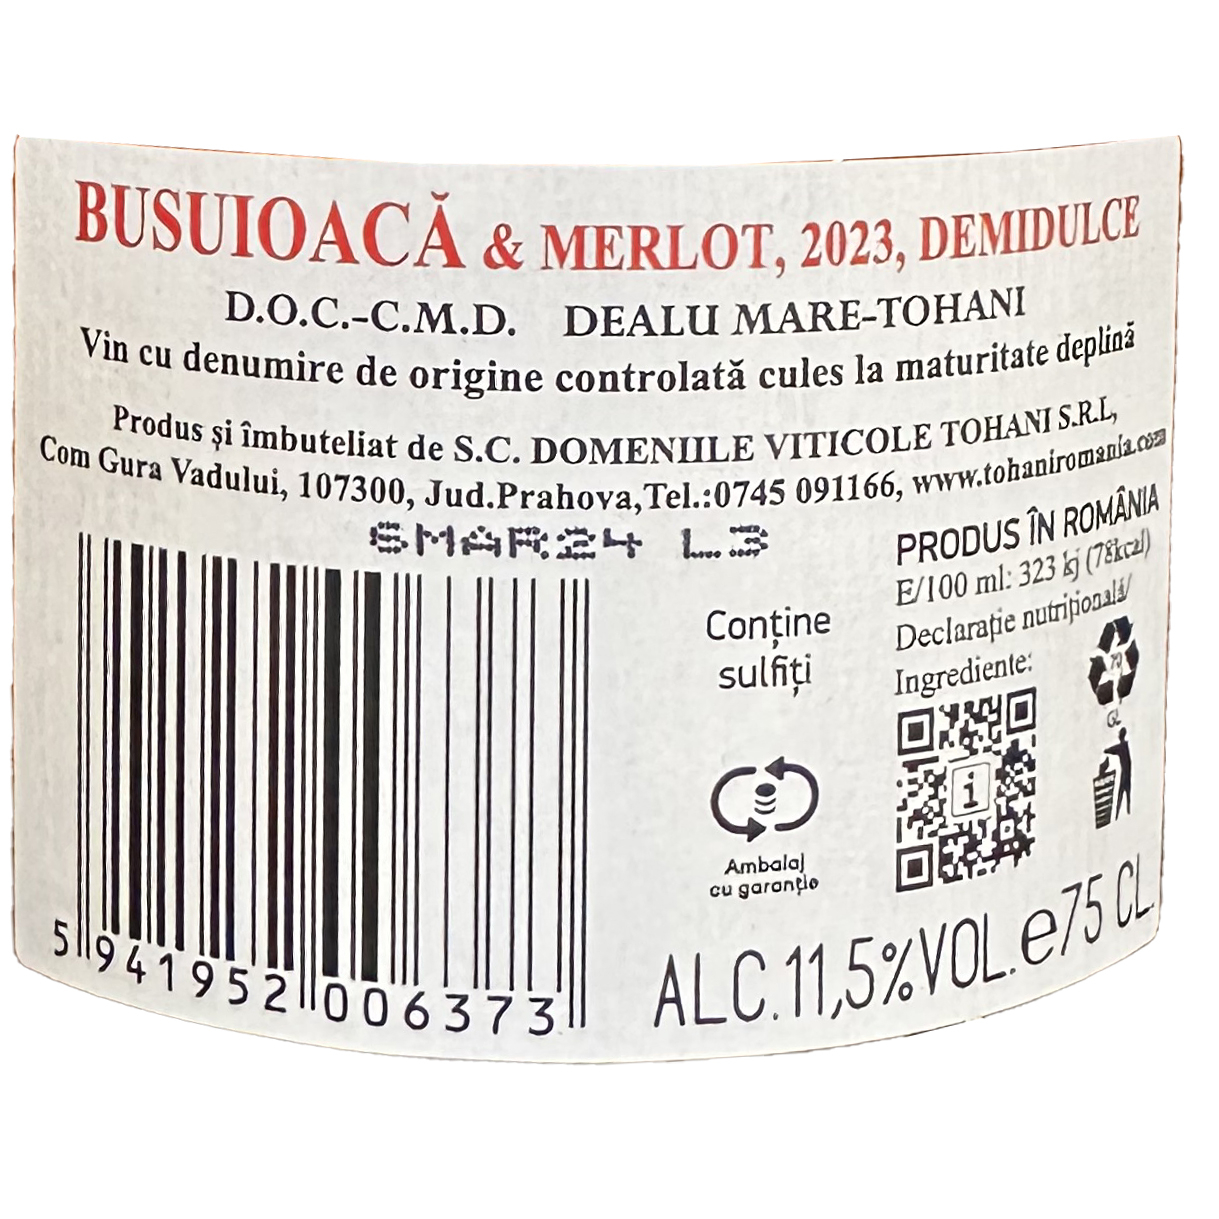 BUSUIOACĂ & MERLOT, 2023, DEMIDULCE
D.O.C.-C.M.D. DEALU MARE-TOHANI
Vin cu denumire de origine controlată cules la maturitate deplină
Produs și îmbuteliat de S.C. DOMENIILE VITICOLE TOHANI S.R.L,
Com Gura Vadului, 107300, Jud.Prahova,Tel.:0745 091166, www.tohaniromania.com
5MAR24 L3
PRODUS ÎN ROMÂNIA
E/100 ml: 323 kj (78kcal)
Declarație nutrițională/
Ingrediente:
Conține
sulfiți
70
GL
i
Ambalaj
cu garanție
ALC.11,5%VOL. e75 CL.
5 941952 006373